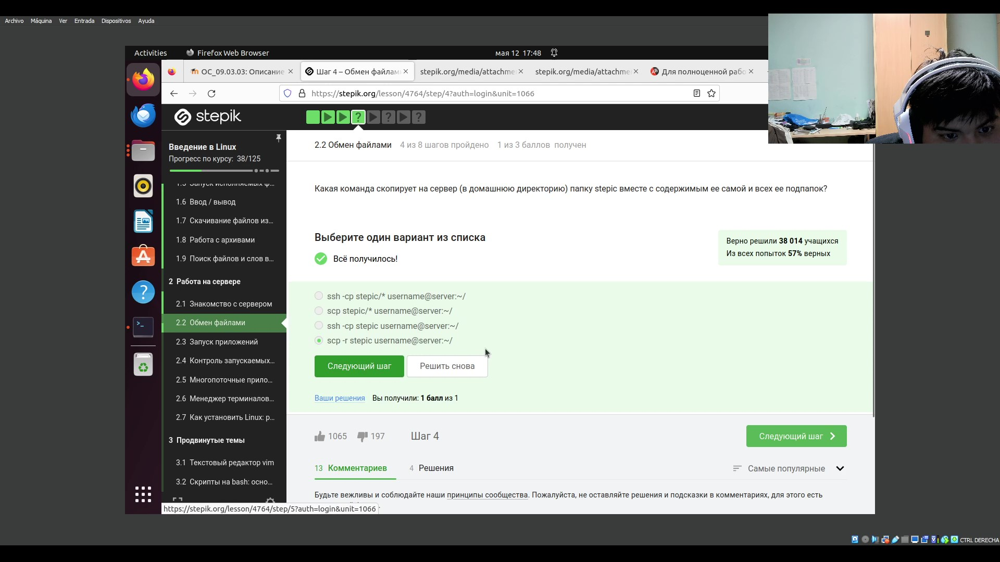 Archivo Máquina Ver Entrada Dispositivos Ayuda
Activities Firefox Web Browser мая 12 17:48
ОС_09.03.03: Описание Шаг 4 – Обмен файлам stepik.org/media/attachme stepik.org/media/attachme Для полноценной рабо
https://stepik.org/lesson/4764/step/4?auth=login&unit=1066
stepik ? ? ?
Введение в Linux
Прогресс по курсу: 38/125
2.2 Обмен файлами 4 из 8 шагов пройдено 1 из 3 баллов получен
1.5 Запуск исполняемых ф...
1.6 Ввод / вывод
1.7 Скачивание файлов из...
1.8 Работа с архивами
1.9 Поиск файлов и слов в...
2 Работа на сервере
2.1 Знакомство с сервером
2.2 Обмен файлами
2.3 Запуск приложений
2.4 Контроль запускаемых...
2.5 Многопоточные прило...
2.6 Менеджер терминалов...
2.7 Как установить Linux: р...
3 Продвинутые темы
3.1 Текстовый редактор vim
3.2 Скрипты на bash: осно...
Какая команда скопирует на сервер (в домашнюю директорию) папку stepic вместе с содержимым ее самой и всех ее подпапок?
Выберите один вариант из списка
Всё получилось!
Верно решили 38 014 учащихся
Из всех попыток 57% верных
ssh -cp stepic/* username@server:~/
scp stepic/* username@server:~/
ssh -cp stepic username@server:~/
scp -r stepic username@server:~/
Следующий шаг Решить снова
Ваши решения Вы получили: 1 балл из 1
1065 197 Шаг 4 Следующий шаг
13 Комментариев 4 Решения Самые популярные
Будьте вежливы и соблюдайте наши принципы сообщества. Пожалуйста, не оставляйте решения и подсказки в комментариях, для этого есть
https://stepik.org/lesson/4764/step/5?auth=login&unit=1066
CTRL DERECHA